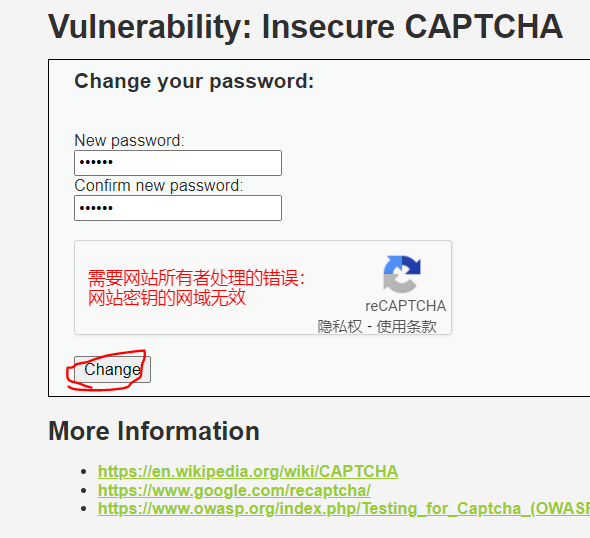 Vulnerability: Insecure CAPTCHA
Change your password:
New password:
••••••
Confirm new password:
••••••
需要网站所有者处理的错误：
网站密钥的网域无效
reCAPTCHA
隐私权 - 使用条款
Change
More Information
https://en.wikipedia.org/wiki/CAPTCHA
https://www.google.com/recaptcha/
https://www.owasp.org/index.php/Testing_for_Captcha_(OWASP